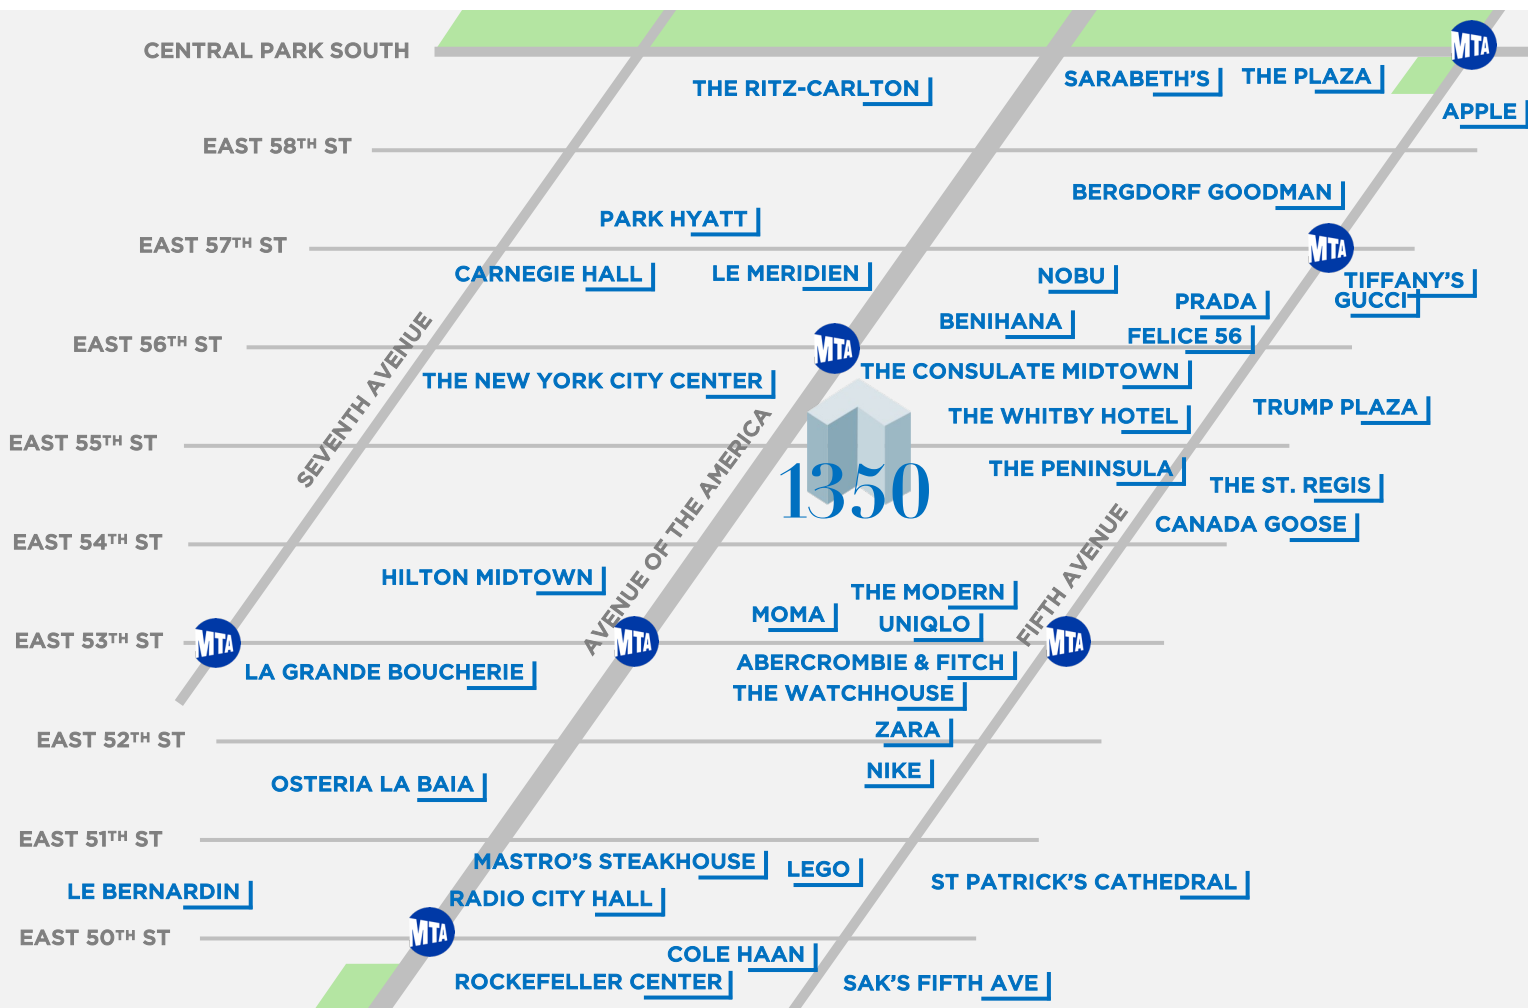 CENTRAL PARK SOUTH
MTA
THE RITZ-CARLTON
SARABETH'S
THE PLAZA
APPLE
EAST 58TH ST
BERGDORF GOODMAN
PARK HYATT
EAST 57TH ST
MTA
CARNEGIE HALL
LE MERIDIEN
NOBU
TIFFANY'S
PRADA
GUCCI
BENIHANA
FELICE 56
EAST 56TH ST
MTA
THE NEW YORK CITY CENTER
THE CONSULATE MIDTOWN
SEVENTH AVENUE
THE WHITBY HOTEL
TRUMP PLAZA
EAST 55TH ST
AVENUE OF THE AMERICA
1350
THE PENINSULA
THE ST. REGIS
CANADA GOOSE
EAST 54TH ST
FIFTH AVENUE
HILTON MIDTOWN
THE MODERN
MOMA
UNIQLO
EAST 53TH ST
MTA
MTA
MTA
LA GRANDE BOUCHERIE
ABERCROMBIE & FITCH
THE WATCHHOUSE
ZARA
EAST 52TH ST
NIKE
OSTERIA LA BAIA
EAST 51TH ST
MASTRO'S STEAKHOUSE
LEGO
ST PATRICK'S CATHEDRAL
LE BERNARDIN
RADIO CITY HALL
EAST 50TH ST
MTA
COLE HAAN
ROCKEFELLER CENTER
SAK'S FIFTH AVE